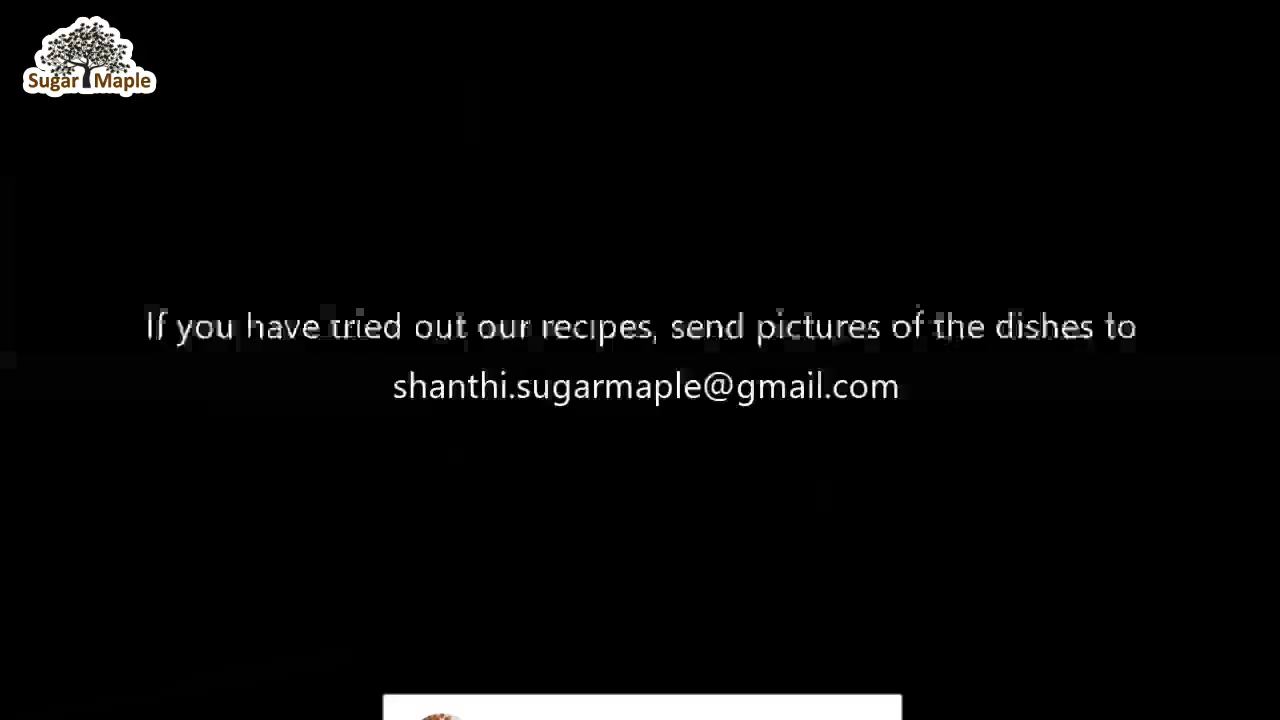 Sugar Maple
If you have tried out our recipes, send pictures of the dishes to
shanthi.sugarmaple@gmail.com